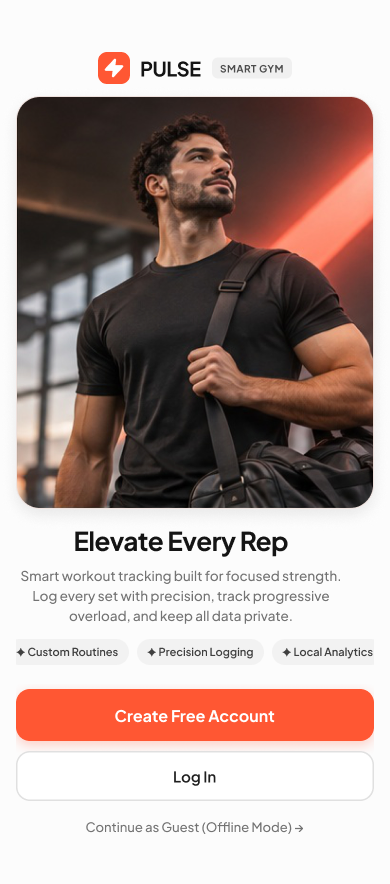 PULSE SMART GYM
Elevate Every Rep
Smart workout tracking built for focused strength.
Log every set with precision, track progressive
overload, and keep all data private.
✦ Custom Routines ✦ Precision Logging ✦ Local Analytics
Create Free Account
Log In
Continue as Guest (Offline Mode) →